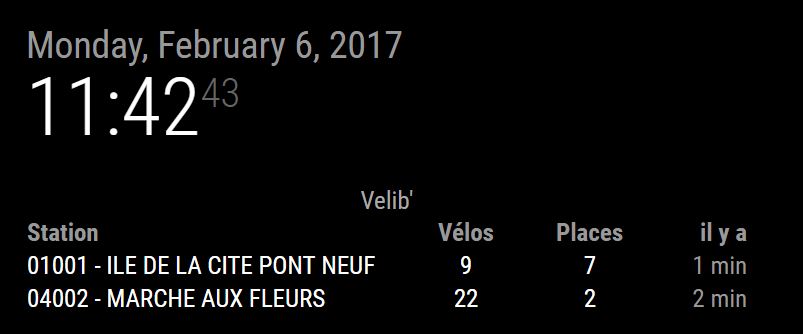 Monday, February 6, 2017
11:42 43
Velib'
Station Vélos Places il y a
01001 - ILE DE LA CITE PONT NEUF 9 7 1 min
04002 - MARCHE AUX FLEURS 22 2 2 min